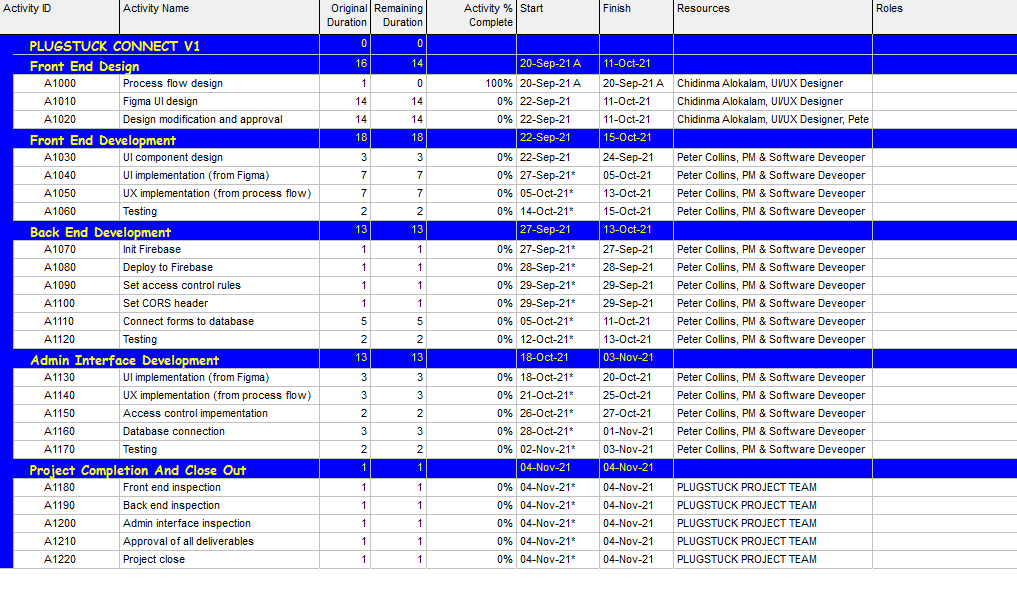 Activity ID Activity Name Original Duration Remaining Duration Activity % Complete Start Finish Resources Roles
PLUGSTUCK CONNECT V1 0 0
Front End Design 16 14 20-Sep-21 A 11-Oct-21
A1000 Process flow design 1 0 100% 20-Sep-21 A 20-Sep-21 A Chidinma Alokalam, UI/UX Designer
A1010 Figma UI design 14 14 0% 22-Sep-21 11-Oct-21 Chidinma Alokalam, UI/UX Designer
A1020 Design modification and approval 14 14 0% 22-Sep-21 11-Oct-21 Chidinma Alokalam, UI/UX Designer, Pete
Front End Development 18 18 22-Sep-21 15-Oct-21
A1030 UI component design 3 3 0% 22-Sep-21 24-Sep-21 Peter Collins, PM & Software Deveoper
A1040 UI implementation (from Figma) 7 7 0% 27-Sep-21* 05-Oct-21 Peter Collins, PM & Software Deveoper
A1050 UX implementation (from process flow) 7 7 0% 05-Oct-21* 13-Oct-21 Peter Collins, PM & Software Deveoper
A1060 Testing 2 2 0% 14-Oct-21* 15-Oct-21 Peter Collins, PM & Software Deveoper
Back End Development 13 13 27-Sep-21 13-Oct-21
A1070 Init Firebase 1 1 0% 27-Sep-21* 27-Sep-21 Peter Collins, PM & Software Deveoper
A1080 Deploy to Firebase 1 1 0% 28-Sep-21* 28-Sep-21 Peter Collins, PM & Software Deveoper
A1090 Set access control rules 1 1 0% 29-Sep-21* 29-Sep-21 Peter Collins, PM & Software Deveoper
A1100 Set CORS header 1 1 0% 29-Sep-21* 29-Sep-21 Peter Collins, PM & Software Deveoper
A1110 Connect forms to database 5 5 0% 05-Oct-21* 11-Oct-21 Peter Collins, PM & Software Deveoper
A1120 Testing 2 2 0% 12-Oct-21* 13-Oct-21 Peter Collins, PM & Software Deveoper
Admin Interface Development 13 13 18-Oct-21 03-Nov-21
A1130 UI implementation (from Figma) 3 3 0% 18-Oct-21* 20-Oct-21 Peter Collins, PM & Software Deveoper
A1140 UX implementation (from process flow) 3 3 0% 21-Oct-21* 25-Oct-21 Peter Collins, PM & Software Deveoper
A1150 Access control impementation 2 2 0% 26-Oct-21* 27-Oct-21 Peter Collins, PM & Software Deveoper
A1160 Database connection 3 3 0% 28-Oct-21* 01-Nov-21 Peter Collins, PM & Software Deveoper
A1170 Testing 2 2 0% 02-Nov-21* 03-Nov-21 Peter Collins, PM & Software Deveoper
Project Completion And Close Out 1 1 04-Nov-21 04-Nov-21
A1180 Front end inspection 1 1 0% 04-Nov-21* 04-Nov-21 PLUGSTUCK PROJECT TEAM
A1190 Back end inspection 1 1 0% 04-Nov-21* 04-Nov-21 PLUGSTUCK PROJECT TEAM
A1200 Admin interface inspection 1 1 0% 04-Nov-21* 04-Nov-21 PLUGSTUCK PROJECT TEAM
A1210 Approval of all deliverables 1 1 0% 04-Nov-21* 04-Nov-21 PLUGSTUCK PROJECT TEAM
A1220 Project close 1 1 0% 04-Nov-21* 04-Nov-21 PLUGSTUCK PROJECT TEAM